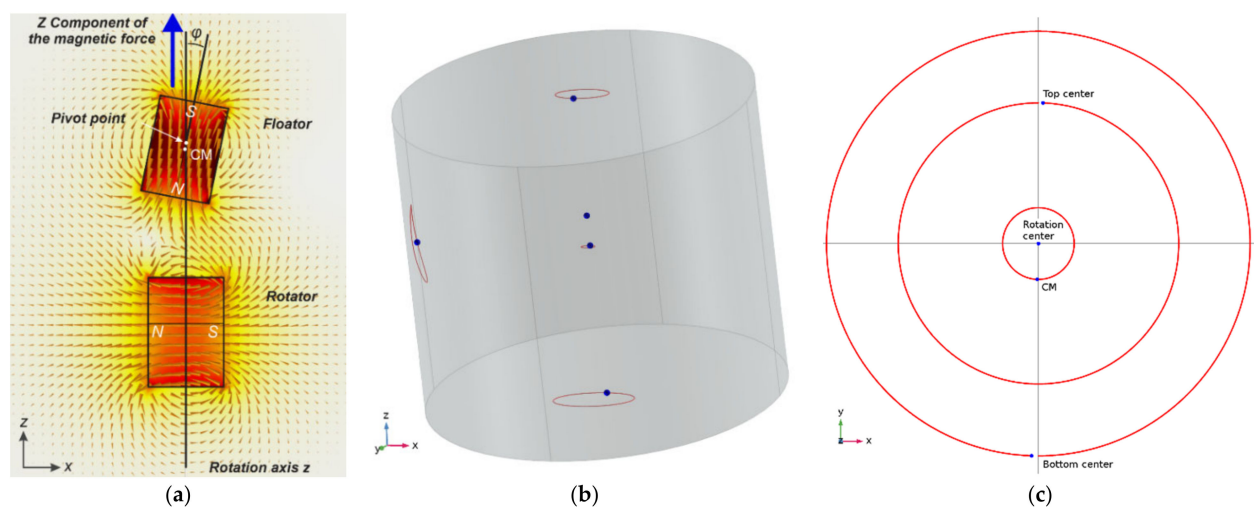 Z Component of
the magnetic force
φ
S
Pivot point
Floator
CM
N
Rotator
N
S
Z
x
Rotation axis z
(a)
z
y
x
(b)
Top center
Rotation
center
CM
y
z
x
Bottom center
(c)